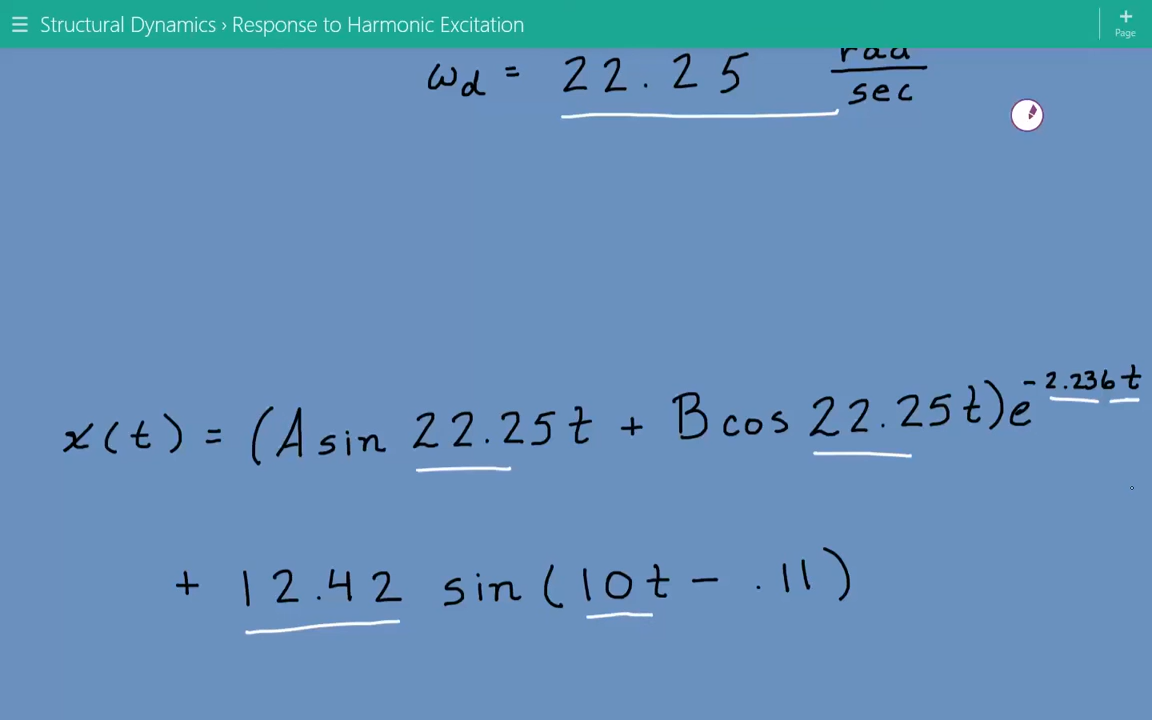 ☰ Structural Dynamics › Response to Harmonic Excitation
+ Page
ω_d = 22.25 rad/sec
x(t) = (A sin 22.25t + B cos 22.25t)e^{-2.236t}
+ 12.42 sin(10t - .11)